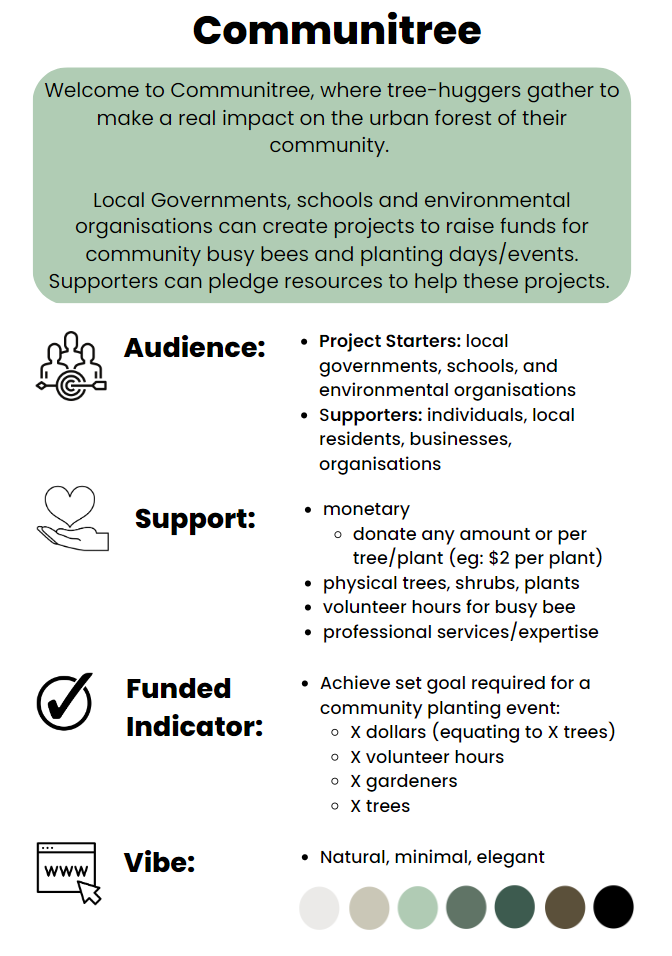 Communitree
Welcome to Communitree, where tree-huggers gather to
make a real impact on the urban forest of their
community.
Local Governments, schools and environmental
organisations can create projects to raise funds for
community busy bees and planting days/events.
Supporters can pledge resources to help these projects.
Audience:
• Project Starters: local
governments, schools, and
environmental organisations
• Supporters: individuals, local
residents, businesses,
organisations
Support:
• monetary
◦ donate any amount or per
tree/plant (eg: $2 per plant)
• physical trees, shrubs, plants
• volunteer hours for busy bee
• professional services/expertise
Funded
Indicator:
• Achieve set goal required for a
community planting event:
◦ X dollars (equating to X trees)
◦ X volunteer hours
◦ X gardeners
◦ X trees
www
Vibe:
• Natural, minimal, elegant